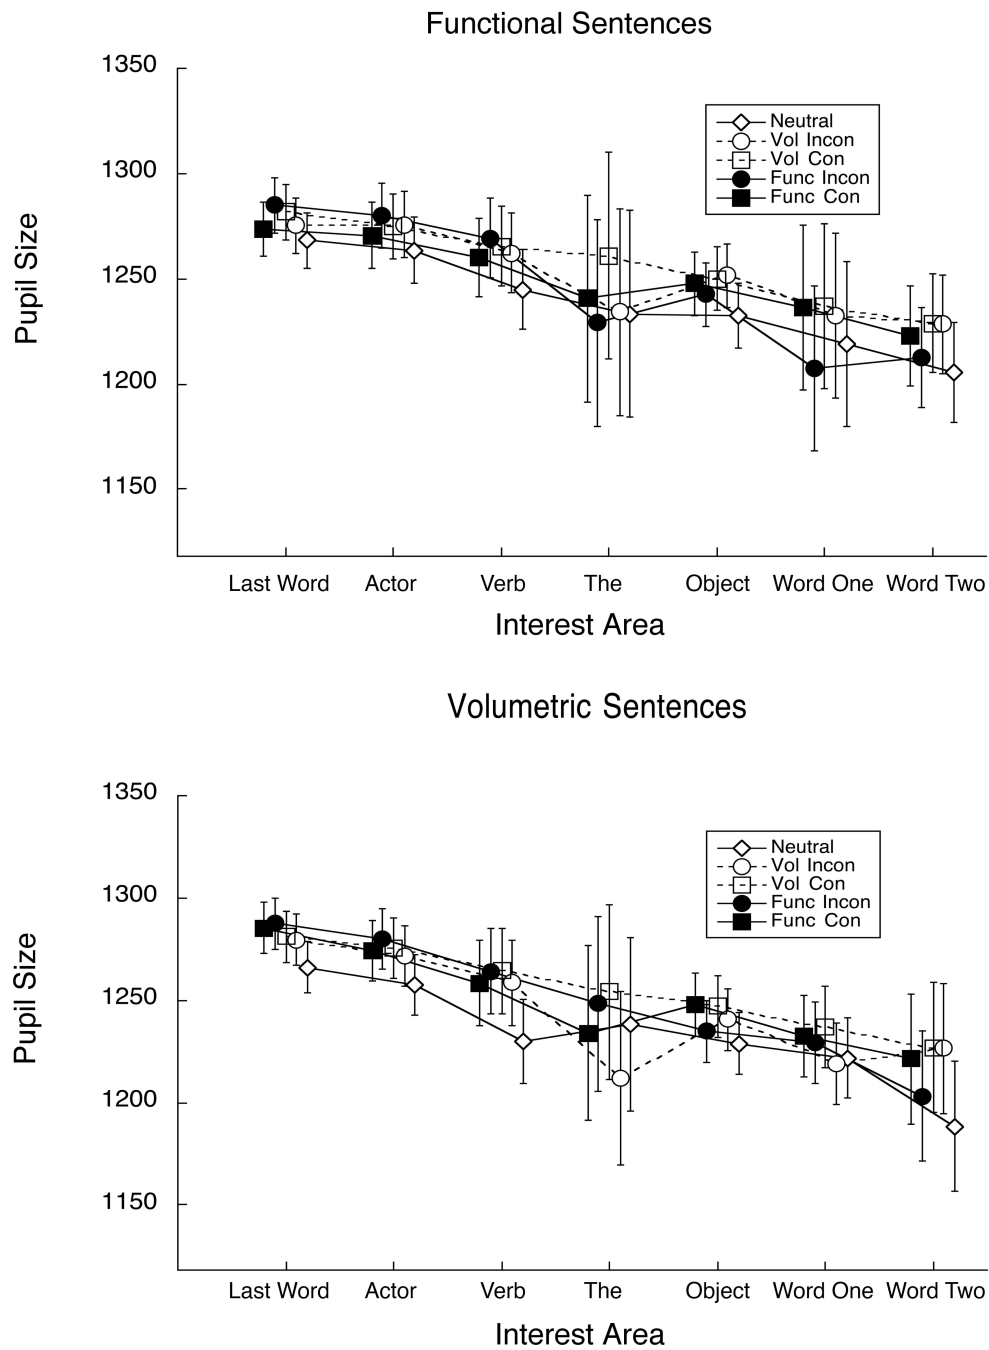 Functional Sentences
1350
1300
1250
1200
1150
Pupil Size
Neutral
Vol Incon
Vol Con
Func Incon
Func Con
Last Word Actor Verb The Object Word One Word Two
Interest Area
Volumetric Sentences
1350
1300
1250
1200
1150
Pupil Size
Neutral
Vol Incon
Vol Con
Func Incon
Func Con
Last Word Actor Verb The Object Word One Word Two
Interest Area